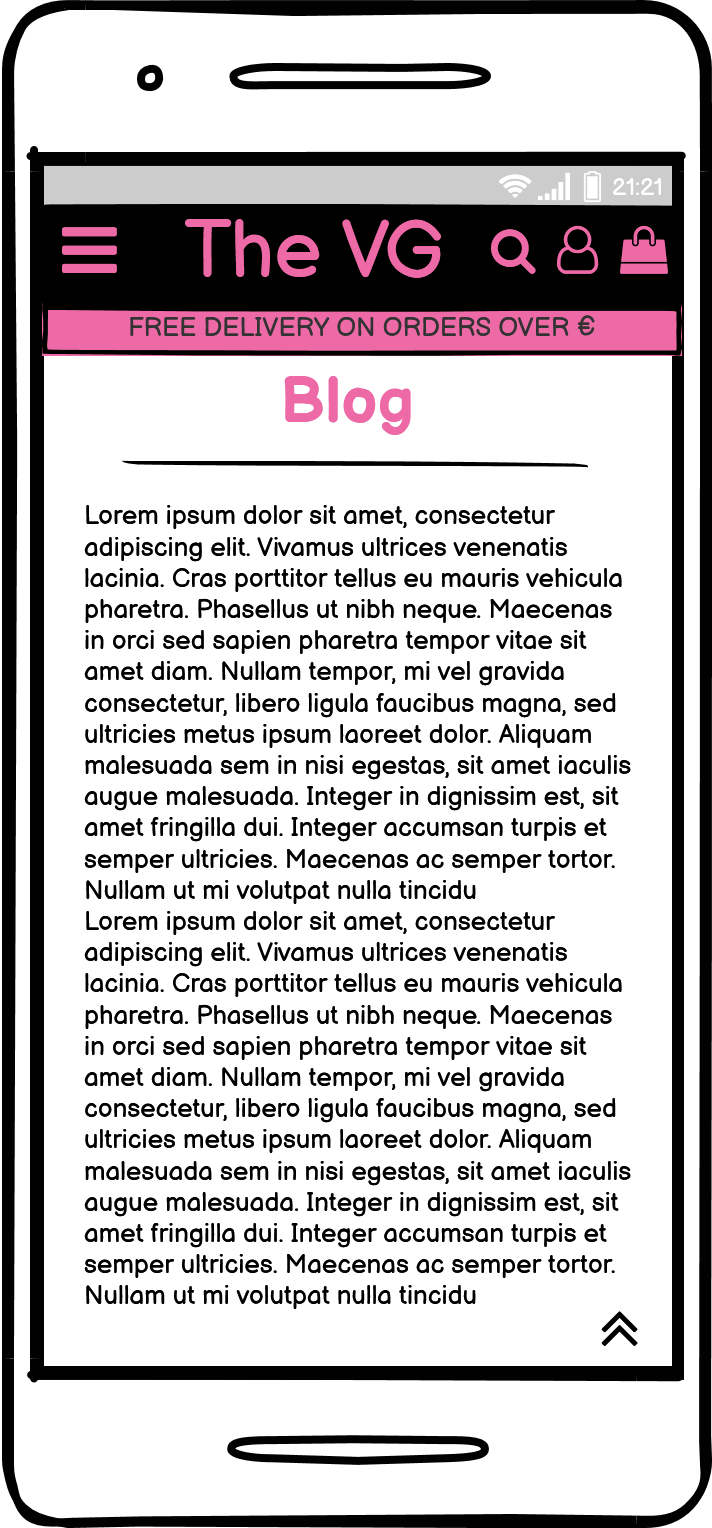 21:21
The VG
FREE DELIVERY ON ORDERS OVER €
Blog
Lorem ipsum dolor sit amet, consectetur
adipiscing elit. Vivamus ultrices venenatis
lacinia. Cras porttitor tellus eu mauris vehicula
pharetra. Phasellus ut nibh neque. Maecenas
in orci sed sapien pharetra tempor vitae sit
amet diam. Nullam tempor, mi vel gravida
consectetur, libero ligula faucibus magna, sed
ultricies metus ipsum laoreet dolor. Aliquam
malesuada sem in nisi egestas, sit amet iaculis
augue malesuada. Integer in dignissim est, sit
amet fringilla dui. Integer accumsan turpis et
semper ultricies. Maecenas ac semper tortor.
Nullam ut mi volutpat nulla tincidu
Lorem ipsum dolor sit amet, consectetur
adipiscing elit. Vivamus ultrices venenatis
lacinia. Cras porttitor tellus eu mauris vehicula
pharetra. Phasellus ut nibh neque. Maecenas
in orci sed sapien pharetra tempor vitae sit
amet diam. Nullam tempor, mi vel gravida
consectetur, libero ligula faucibus magna, sed
ultricies metus ipsum laoreet dolor. Aliquam
malesuada sem in nisi egestas, sit amet iaculis
augue malesuada. Integer in dignissim est, sit
amet fringilla dui. Integer accumsan turpis et
semper ultricies. Maecenas ac semper tortor.
Nullam ut mi volutpat nulla tincidu